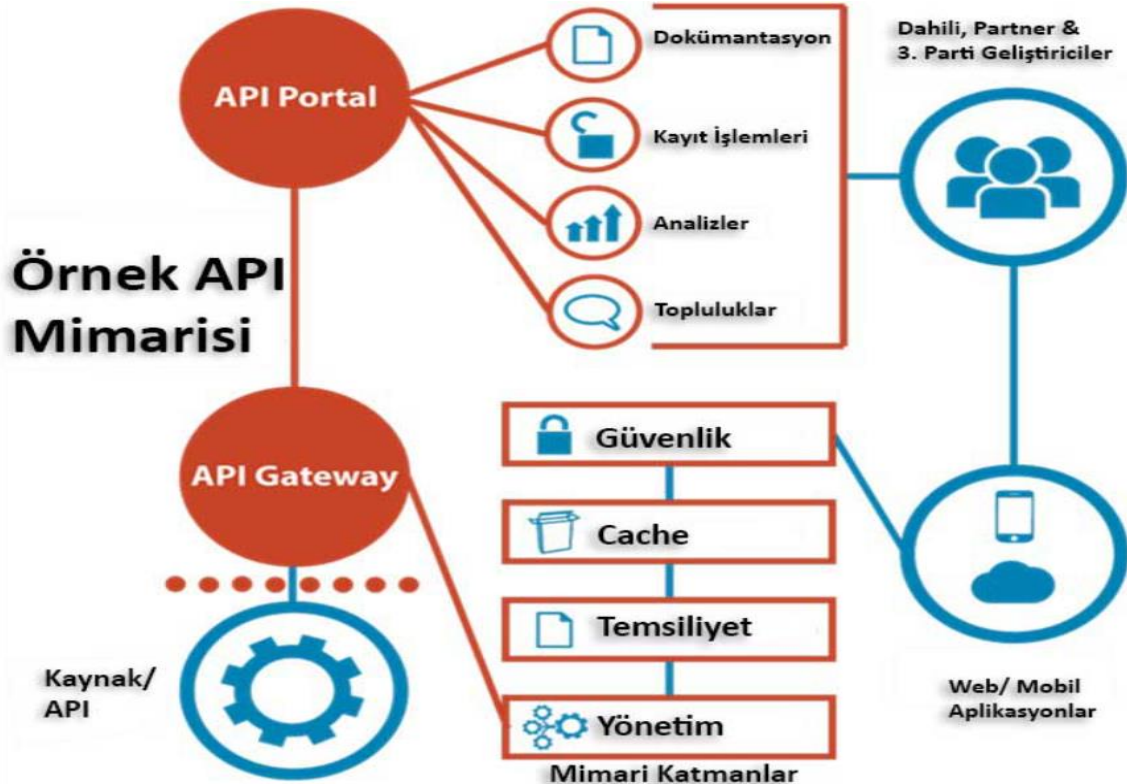 API Portal
Dokümantasyon
Kayıt İşlemleri
Analizler
Topluluklar
Dahili, Partner &
3. Parti Geliştiriciler
Örnek API
Mimarisi
API Gateway
Güvenlik
Cache
Temsiliyet
Yönetim
Mimari Katmanlar
Kaynak/
API
Web/ Mobil
Aplikasyonlar